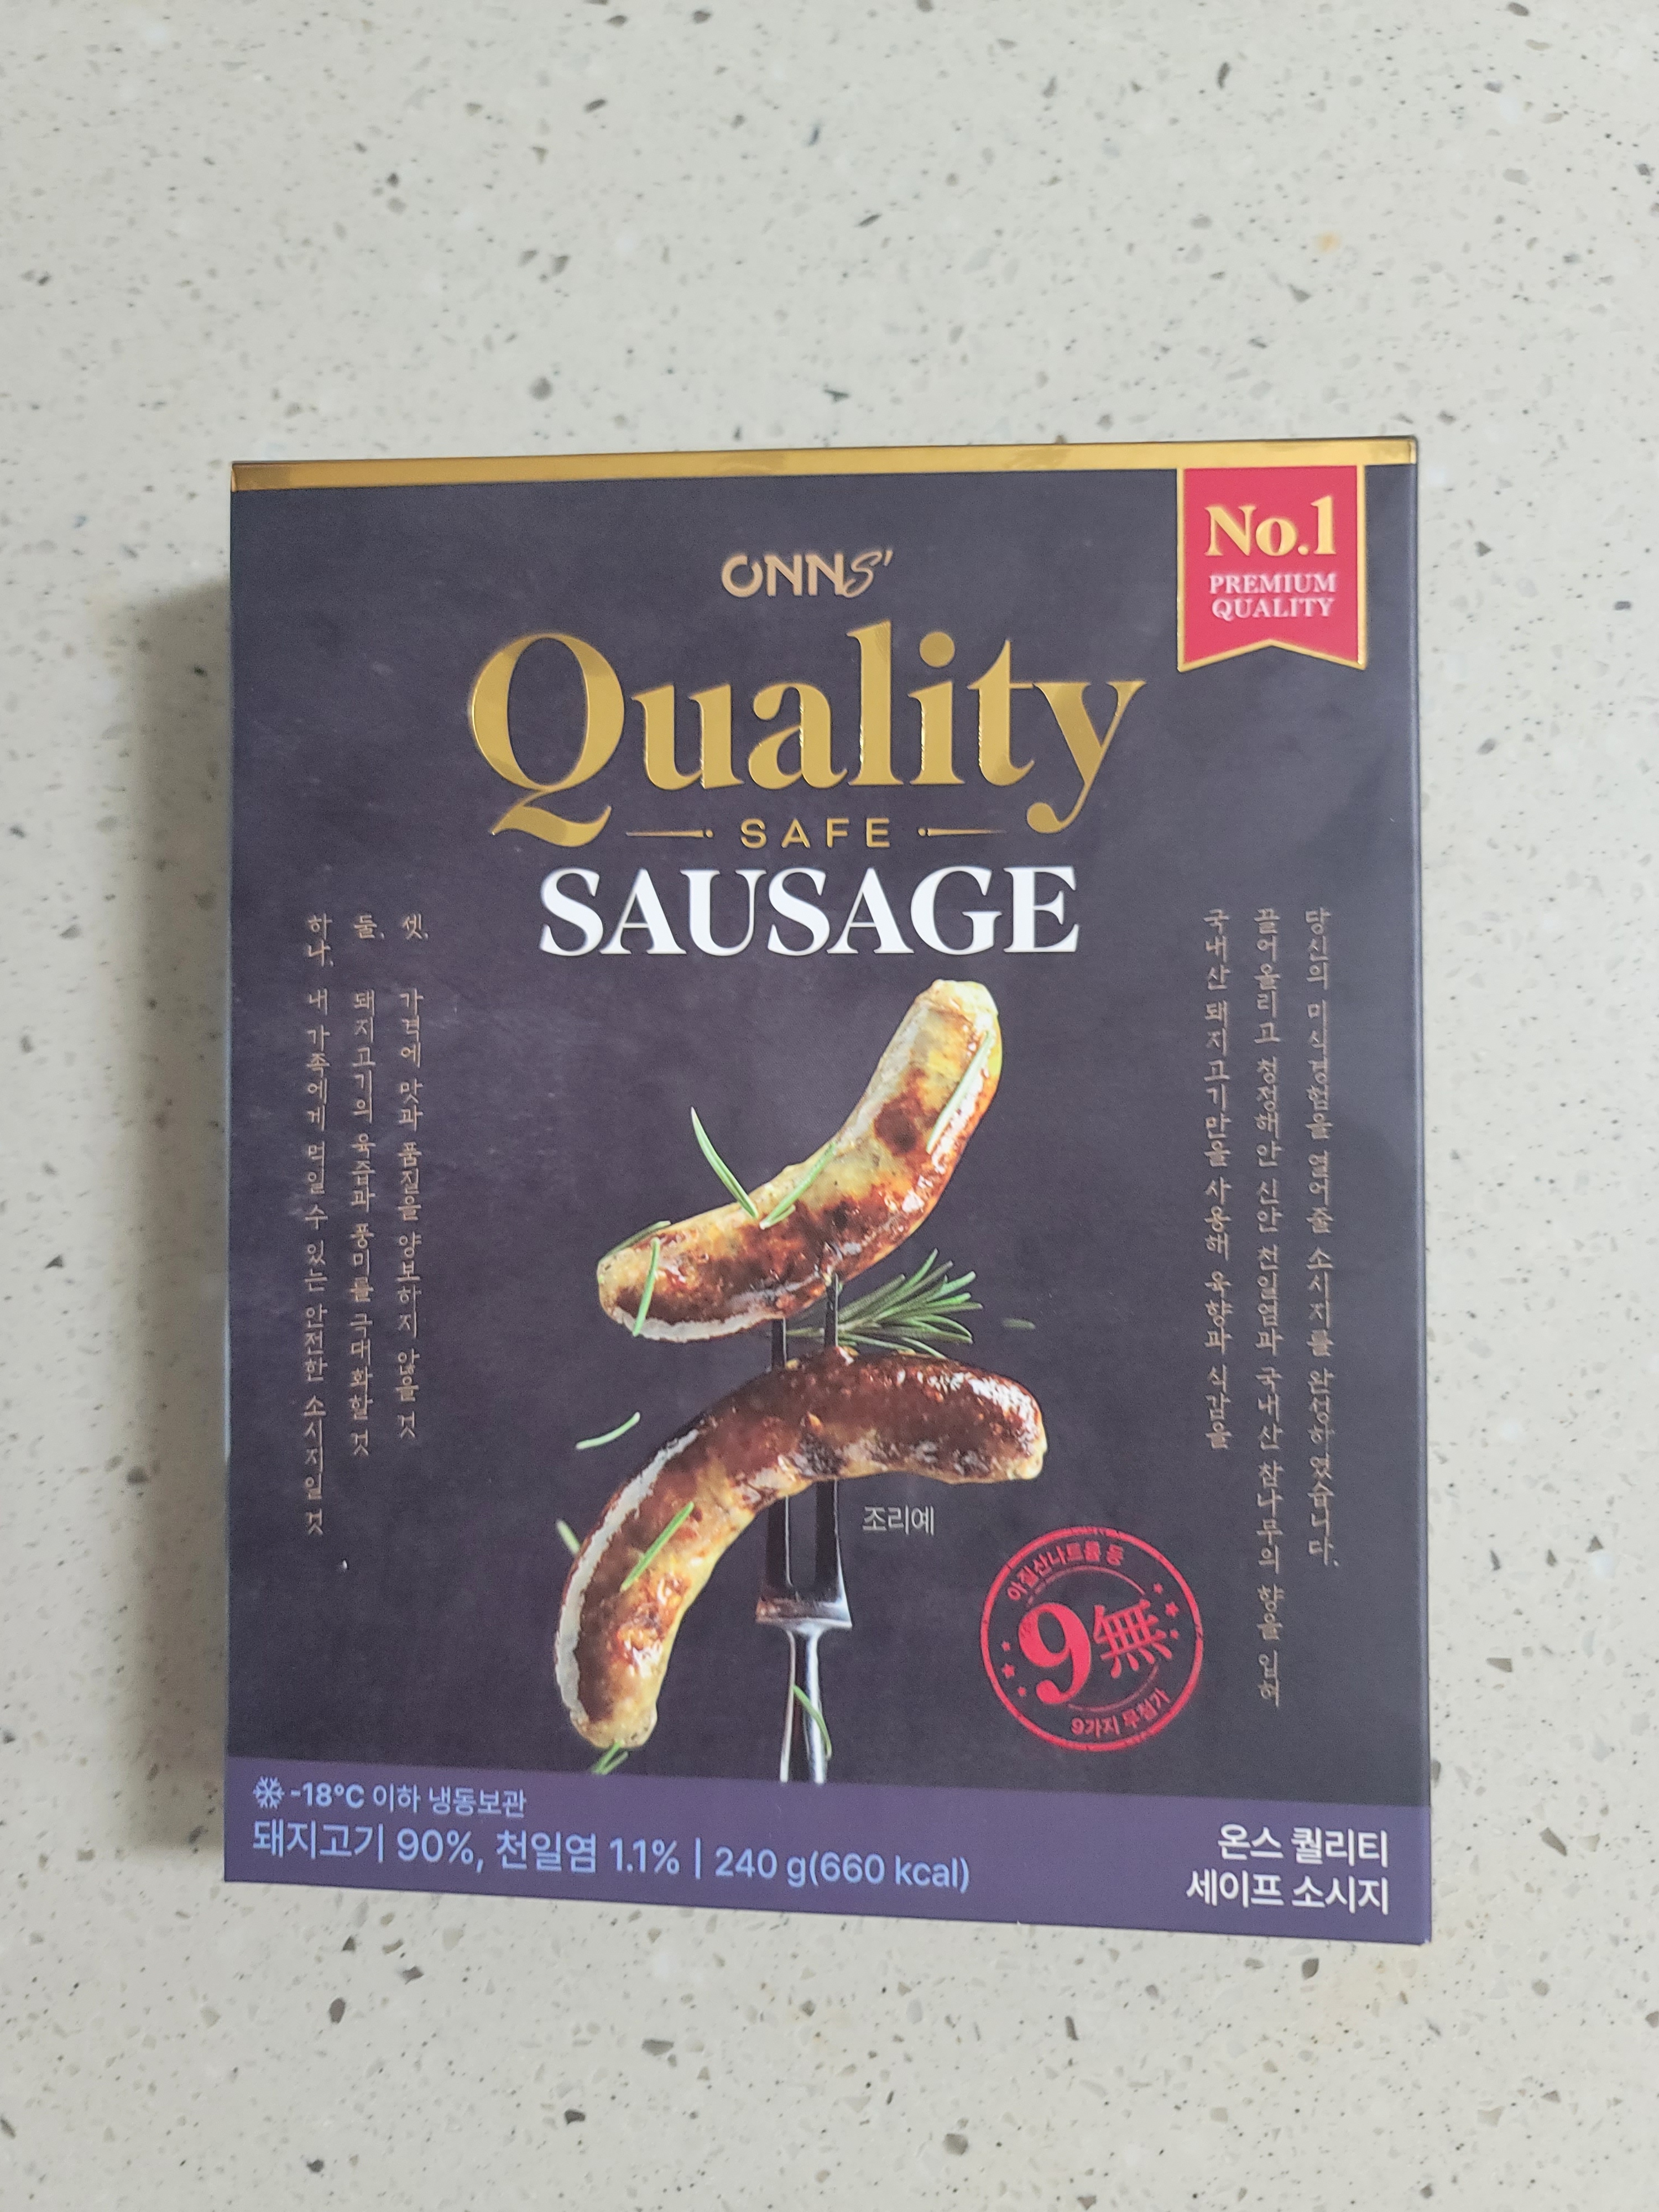 No.1
PREMIUM
QUALITY
ONNS'
Quality
SAFE
SAUSAGE
하나, 내 가족에게 먹일 수 있는 안전한 소시지일 것
둘, 돼지고기의 육즙과 풍미를 극대화할 것
셋, 가격에 맛과 품질을 양보하지 않을 것
국내산 돼지고기만을 사용해 육향과 식감을
끌어올리고 청정해안 신안 천일염과 국내산 참나무의 향을 입혀
당신의 미식경험을 열어줄 소시지를 완성하였습니다.
조리예
아질산나트륨 등
9無
9가지 무첨가
-18°C 이하 냉동보관
돼지고기 90%, 천일염 1.1% | 240 g(660 kcal)
온스 퀄리티
세이프 소시지